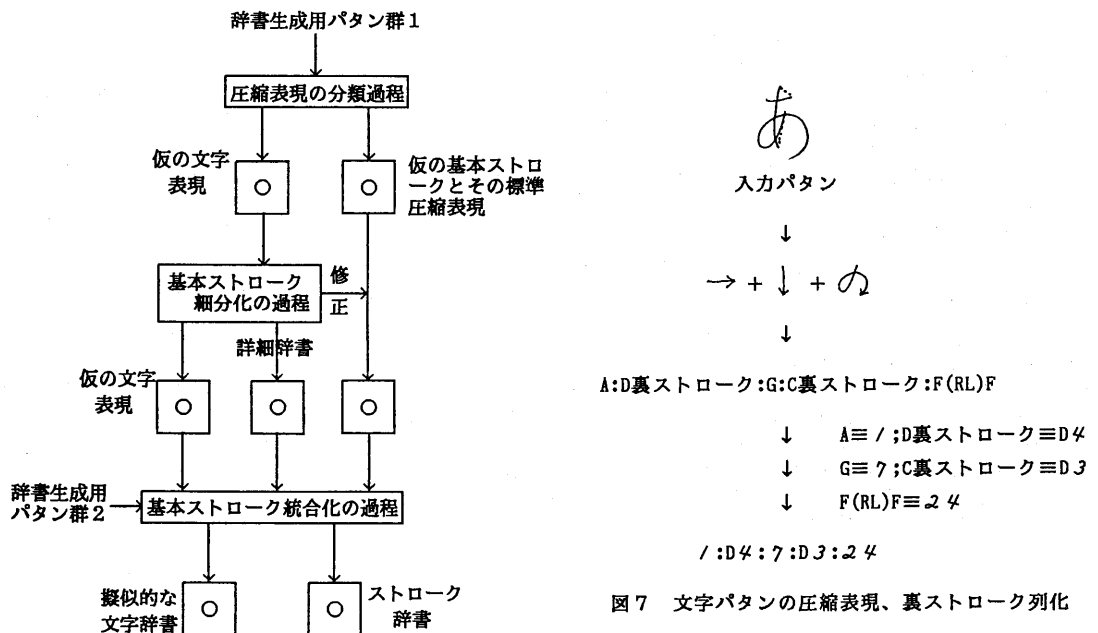 辞書生成用パタン群1
圧縮表現の分類過程
仮の文字
表現
仮の基本ストロ
ークとその標準
圧縮表現
基本ストローク
細分化の過程
修
正
詳細辞書
仮の文字
表現
辞書生成用
パタン群2
基本ストローク統合化の過程
擬似的な
文字辞書
ストローク
辞書
あ
入力パタン
↓
→ + ↓ + の
↓
A:D裏ストローク:G:C裏ストローク:F(RL)F
↓ A≡1;D裏ストローク≡D4
↓ G≡7;C裏ストローク≡D3
↓ F(RL)F≡24
1:D4:7:D3:24
図7 文字パタンの圧縮表現、裏ストローク列化